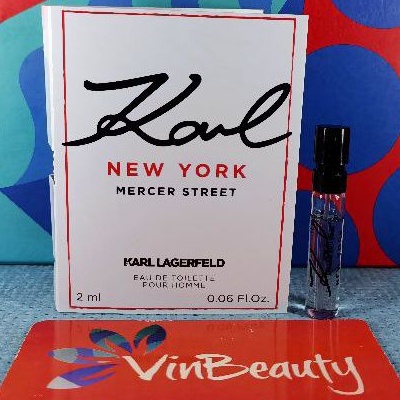 Karl
NEW YORK
MERCER STREET
KARL LAGERFELD
EAU DE TOILETTE
POUR HOMME
2 ml 0.06 Fl.Oz.
VinBeauty